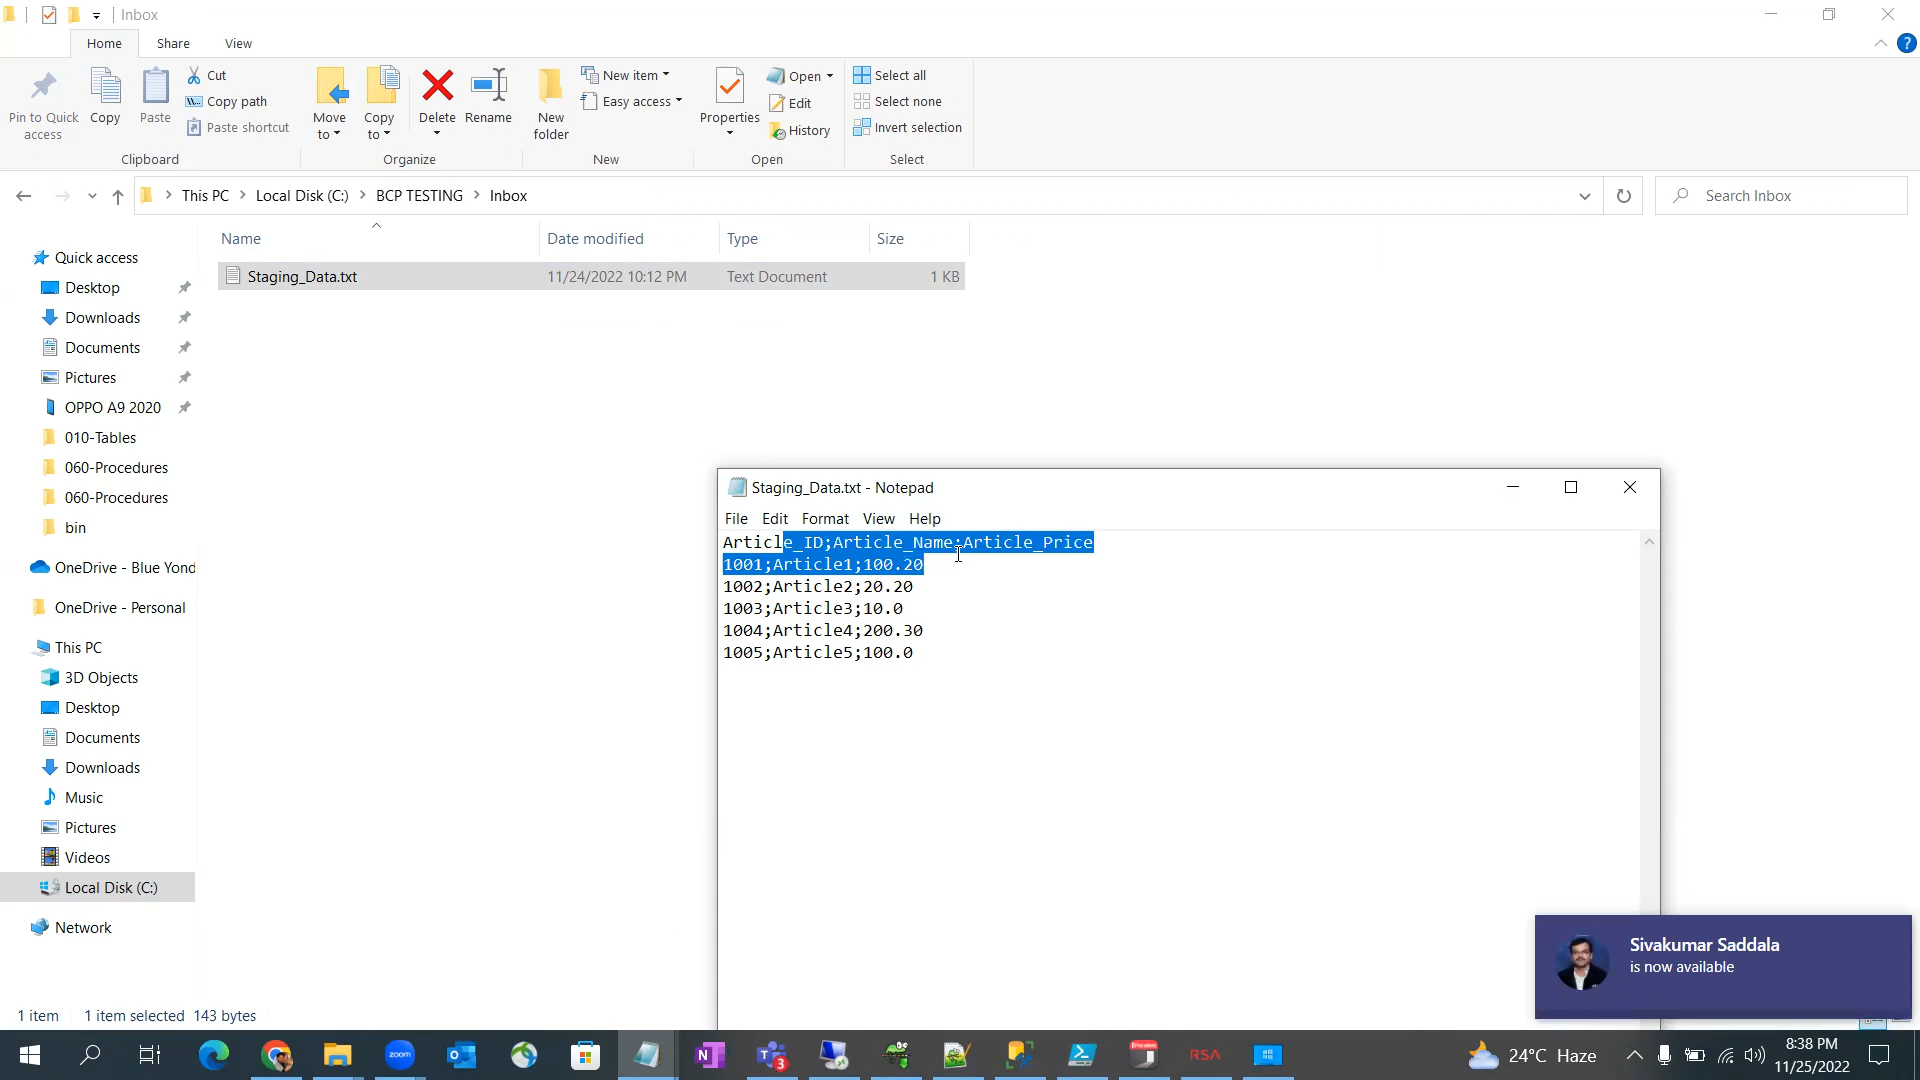 Inbox
Home Share View
Pin to Quick access
Copy
Paste
Cut
Copy path
Paste shortcut
Clipboard
Move to
Copy to
Delete
Rename
Organize
New folder
New item
Easy access
New
Properties
Open
Edit
History
Open
Select all
Select none
Invert selection
Select
This PC > Local Disk (C:) > BCP TESTING > Inbox
Search Inbox
Name Date modified Type Size
Staging_Data.txt 11/24/2022 10:12 PM Text Document 1 KB
Quick access
Desktop
Downloads
Documents
Pictures
OPPO A9 2020
010-Tables
060-Procedures
060-Procedures
bin
OneDrive - Blue Yond
OneDrive - Personal
This PC
3D Objects
Desktop
Documents
Downloads
Music
Pictures
Videos
Local Disk (C:)
Network
1 item 1 item selected 143 bytes
Staging_Data.txt - Notepad
File Edit Format View Help
Article_ID;Article_Name;Article_Price
1001;Article1;100.20
1002;Article2;20.20
1003;Article3;10.0
1004;Article4;200.30
1005;Article5;100.0
Sivakumar Saddala
is now available
zoom
3
RSA
24°C Haze
8:38 PM
11/25/2022